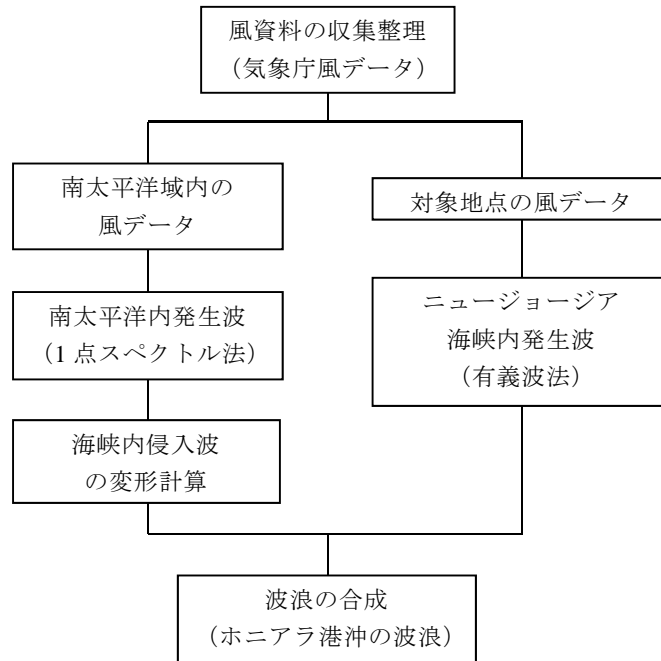 風資料の収集整理
（気象庁風データ）
南太平洋域内の
風データ
対象地点の風データ
南太平洋内発生波
（1 点スペクトル法）
ニュージョージア
海峡内発生波
（有義波法）
海峡内侵入波
の変形計算
波浪の合成
（ホニアラ港沖の波浪）